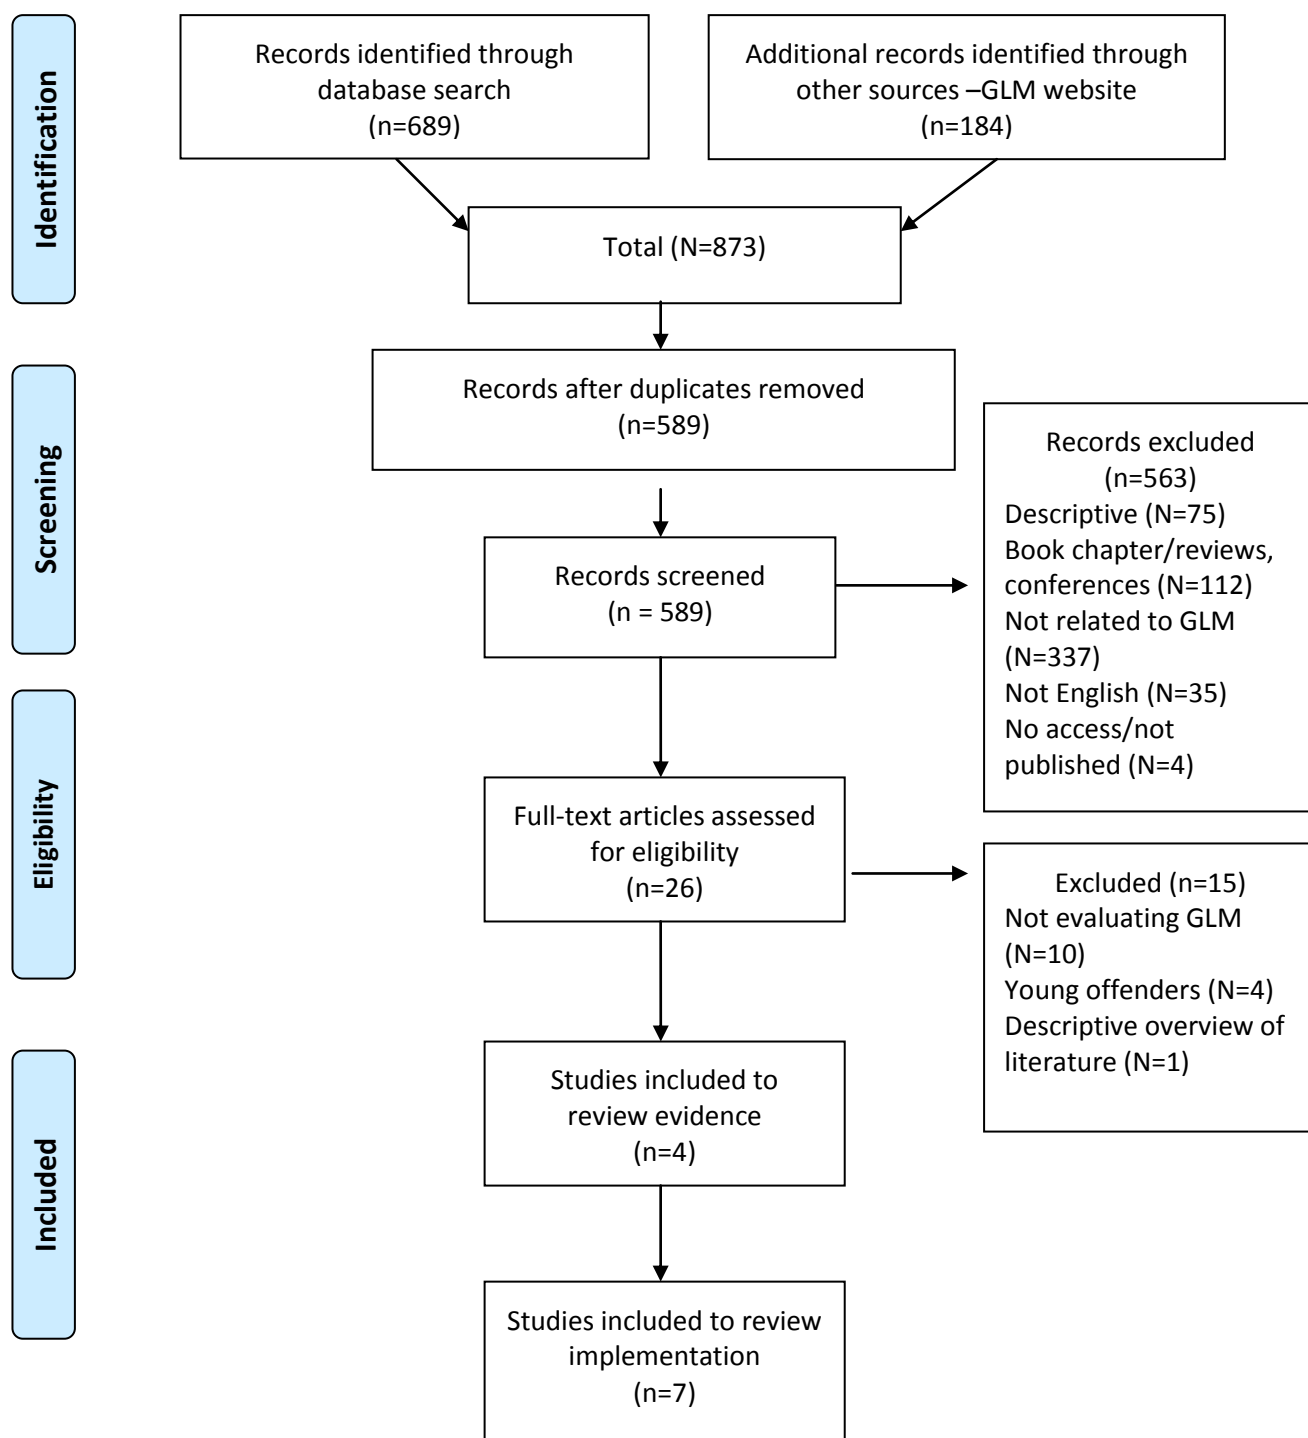 Identification
Records identified through
database search
(n=689)
Additional records identified through
other sources –GLM website
(n=184)
Total (N=873)
Screening
Records after duplicates removed
(n=589)
Records screened
(n = 589)
Records excluded
(n=563)
Descriptive (N=75)
Book chapter/reviews,
conferences (N=112)
Not related to GLM
(N=337)
Not English (N=35)
No access/not
published (N=4)
Eligibility
Full-text articles assessed
for eligibility
(n=26)
Excluded (n=15)
Not evaluating GLM
(N=10)
Young offenders (N=4)
Descriptive overview of
literature (N=1)
Included
Studies included to
review evidence
(n=4)
Studies included to review
implementation
(n=7)